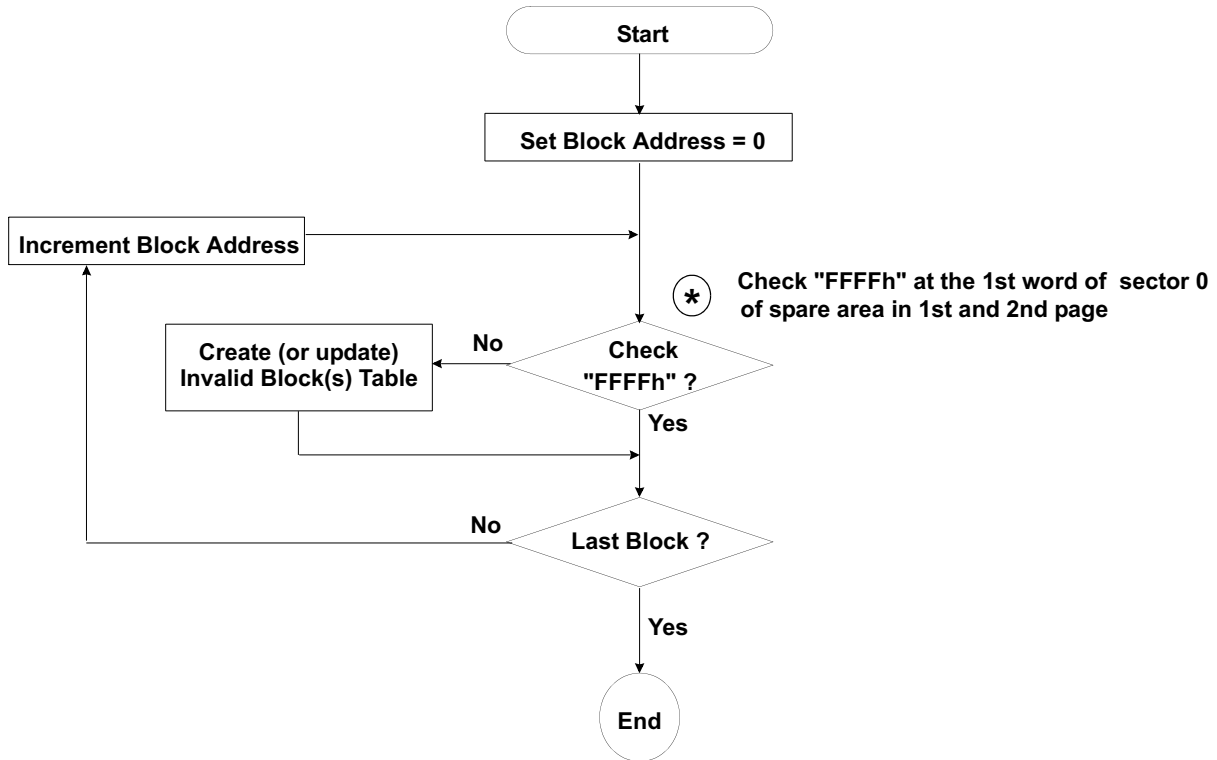 Start
Set Block Address = 0
Increment Block Address
*
Check "FFFFh" at the 1st word of sector 0
of spare area in 1st and 2nd page
Create (or update)
Invalid Block(s) Table
No
Check
"FFFFh" ?
Yes
No
Last Block ?
Yes
End